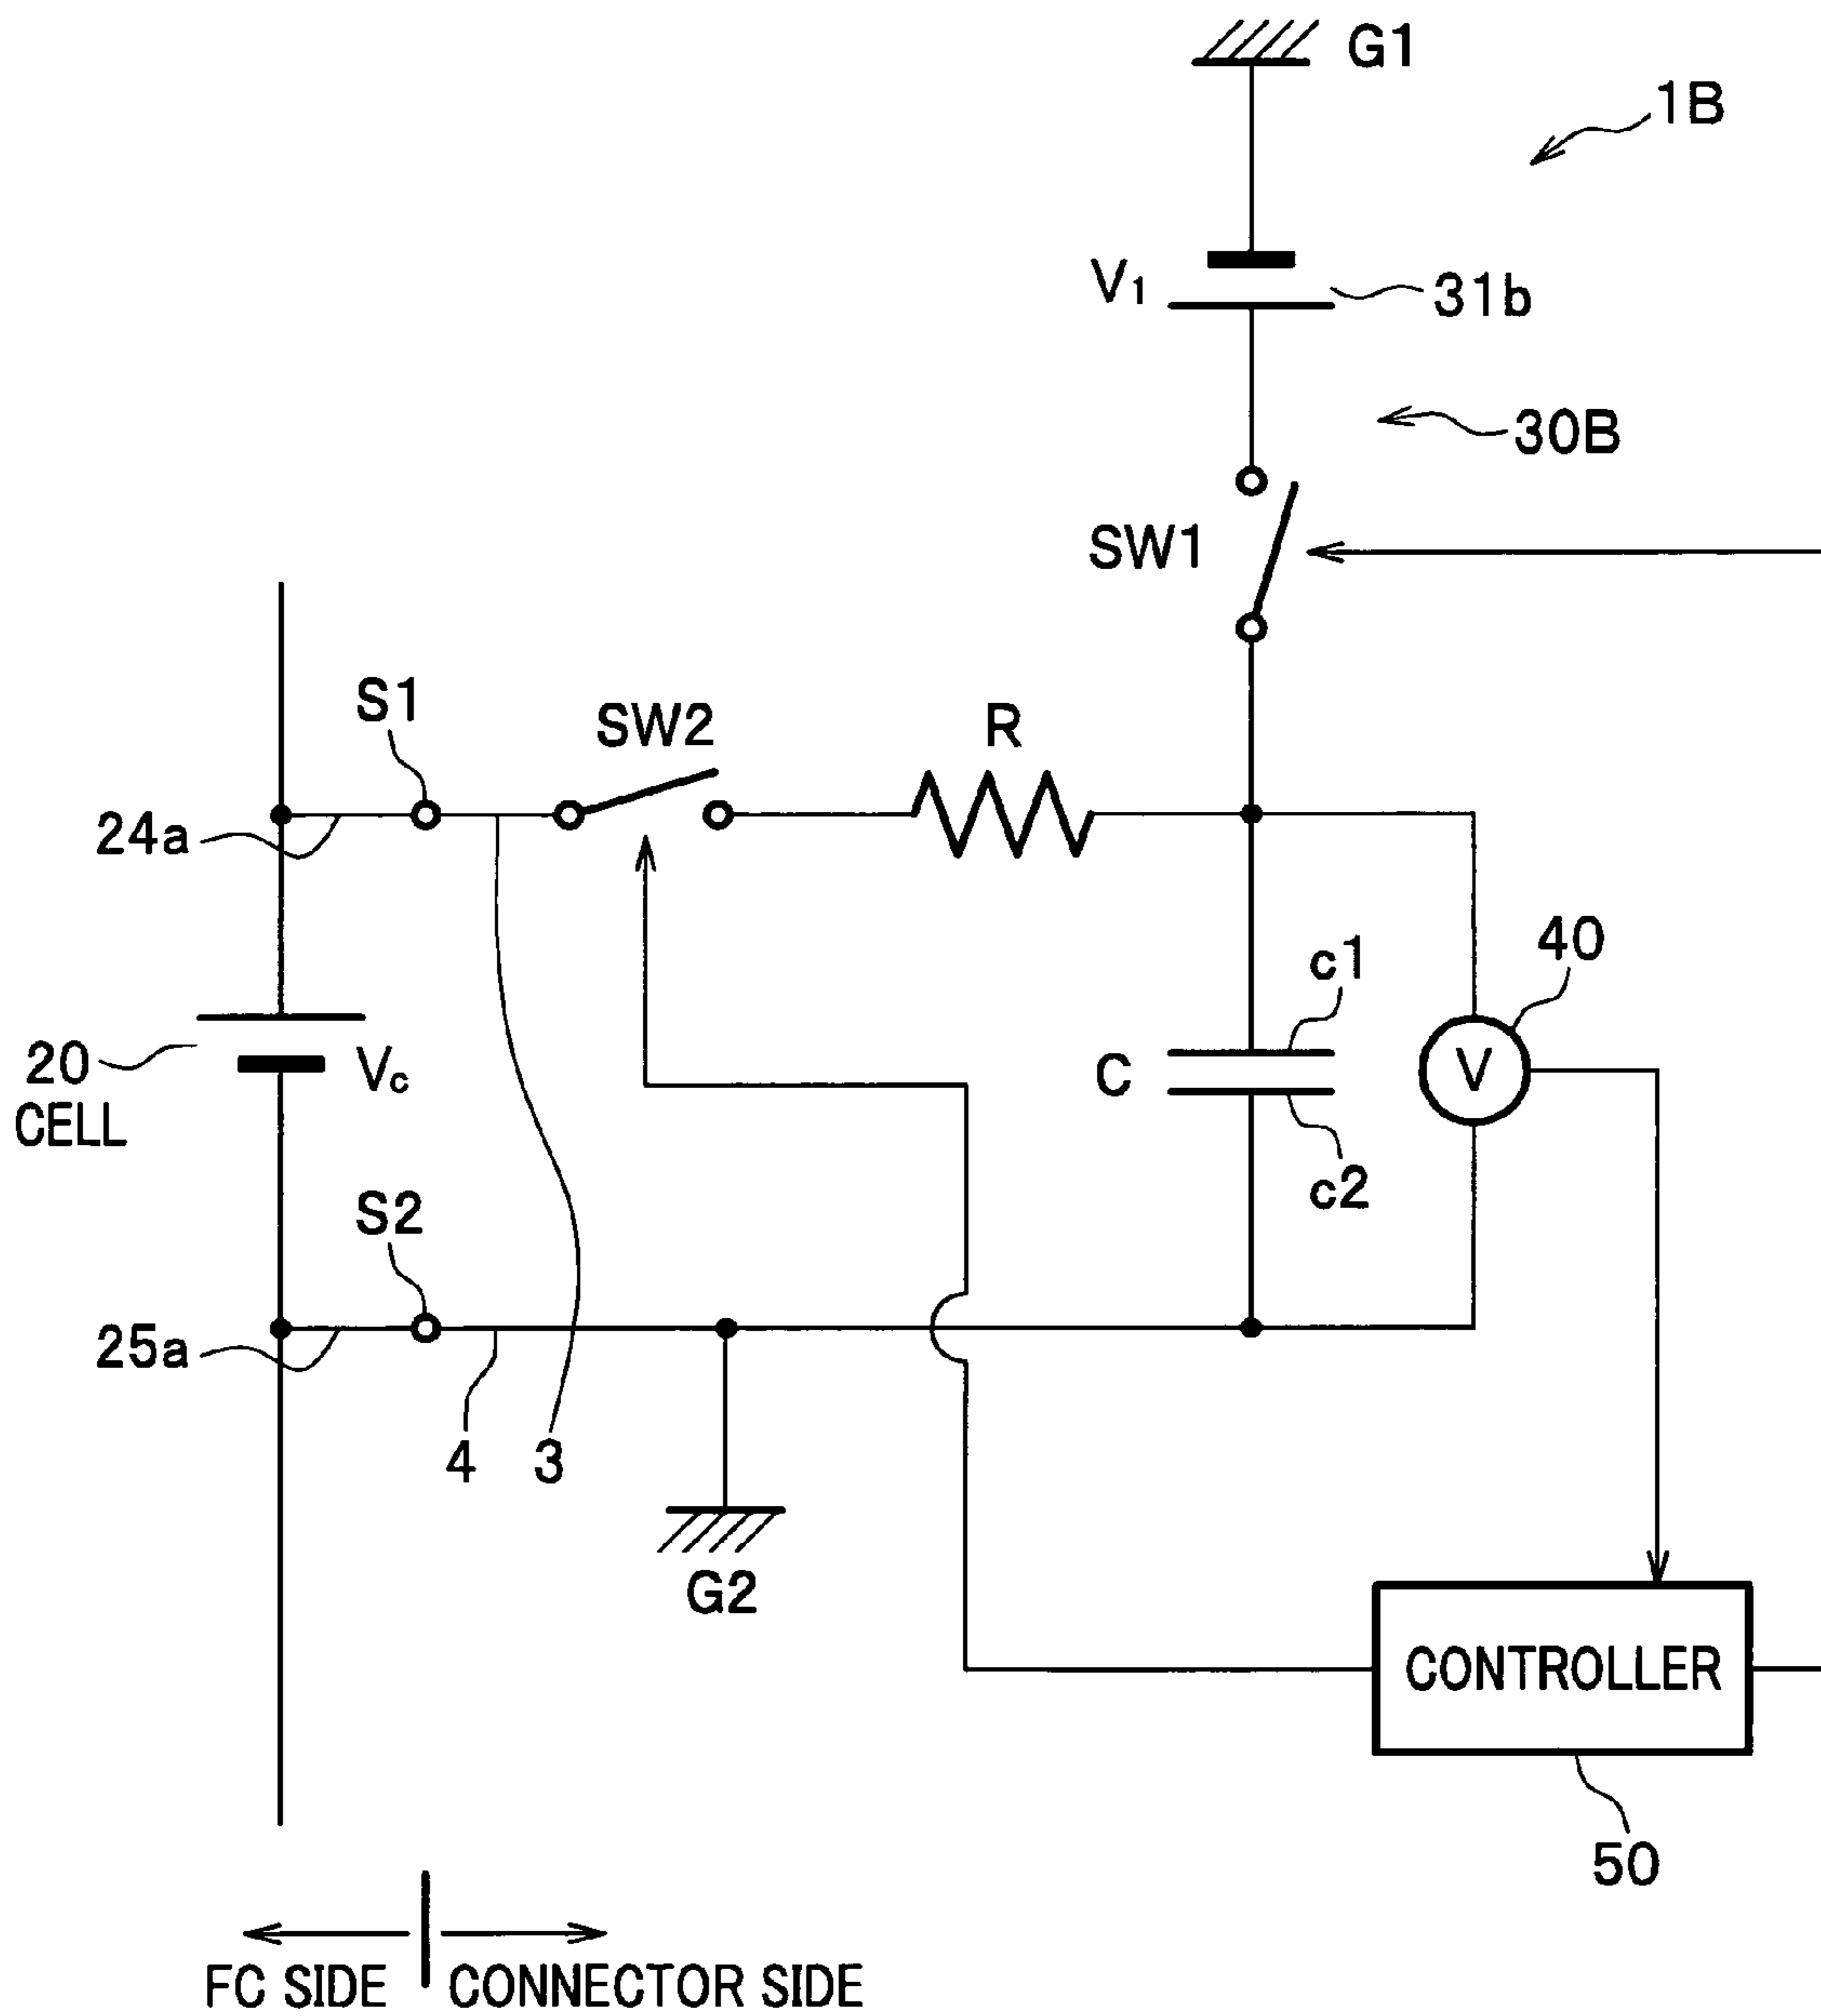 G1
1B
V1
31b
30B
SW1
S1
SW2
R
24a
c1
40
20
CELL
Vc
C
V
c2
S2
25a
4
3
G2
CONTROLLER
50
FC SIDE
CONNECTOR SIDE